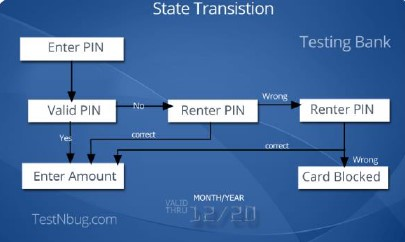 State Transistion
Testing Bank
Enter PIN
Valid PIN
No
Renter PIN
Wrong
Renter PIN
Yes
correct
correct
Wrong
Enter Amount
Card Blocked
MONTH/YEAR
VALID
THRU
12/20
TestNbug.com